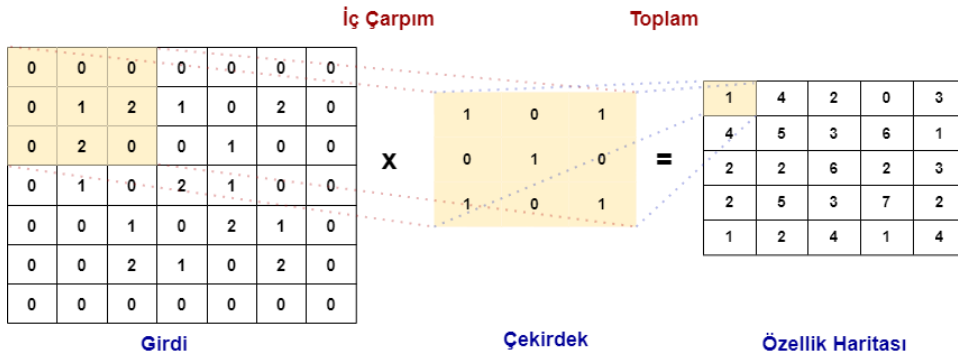 İç Çarpım Toplam
0 0 0 0 0 0 0
0 1 2 1 0 2 0
0 2 0 0 1 0 0
0 1 0 2 1 0 0
0 0 1 0 2 1 0
0 0 2 1 0 2 0
0 0 0 0 0 0 0
x
1 0 1
0 1 0
1 0 1
=
1 4 2 0 3
4 5 3 6 1
2 2 6 2 3
2 5 3 7 2
1 2 4 1 4
Girdi Çekirdek Özellik Haritası